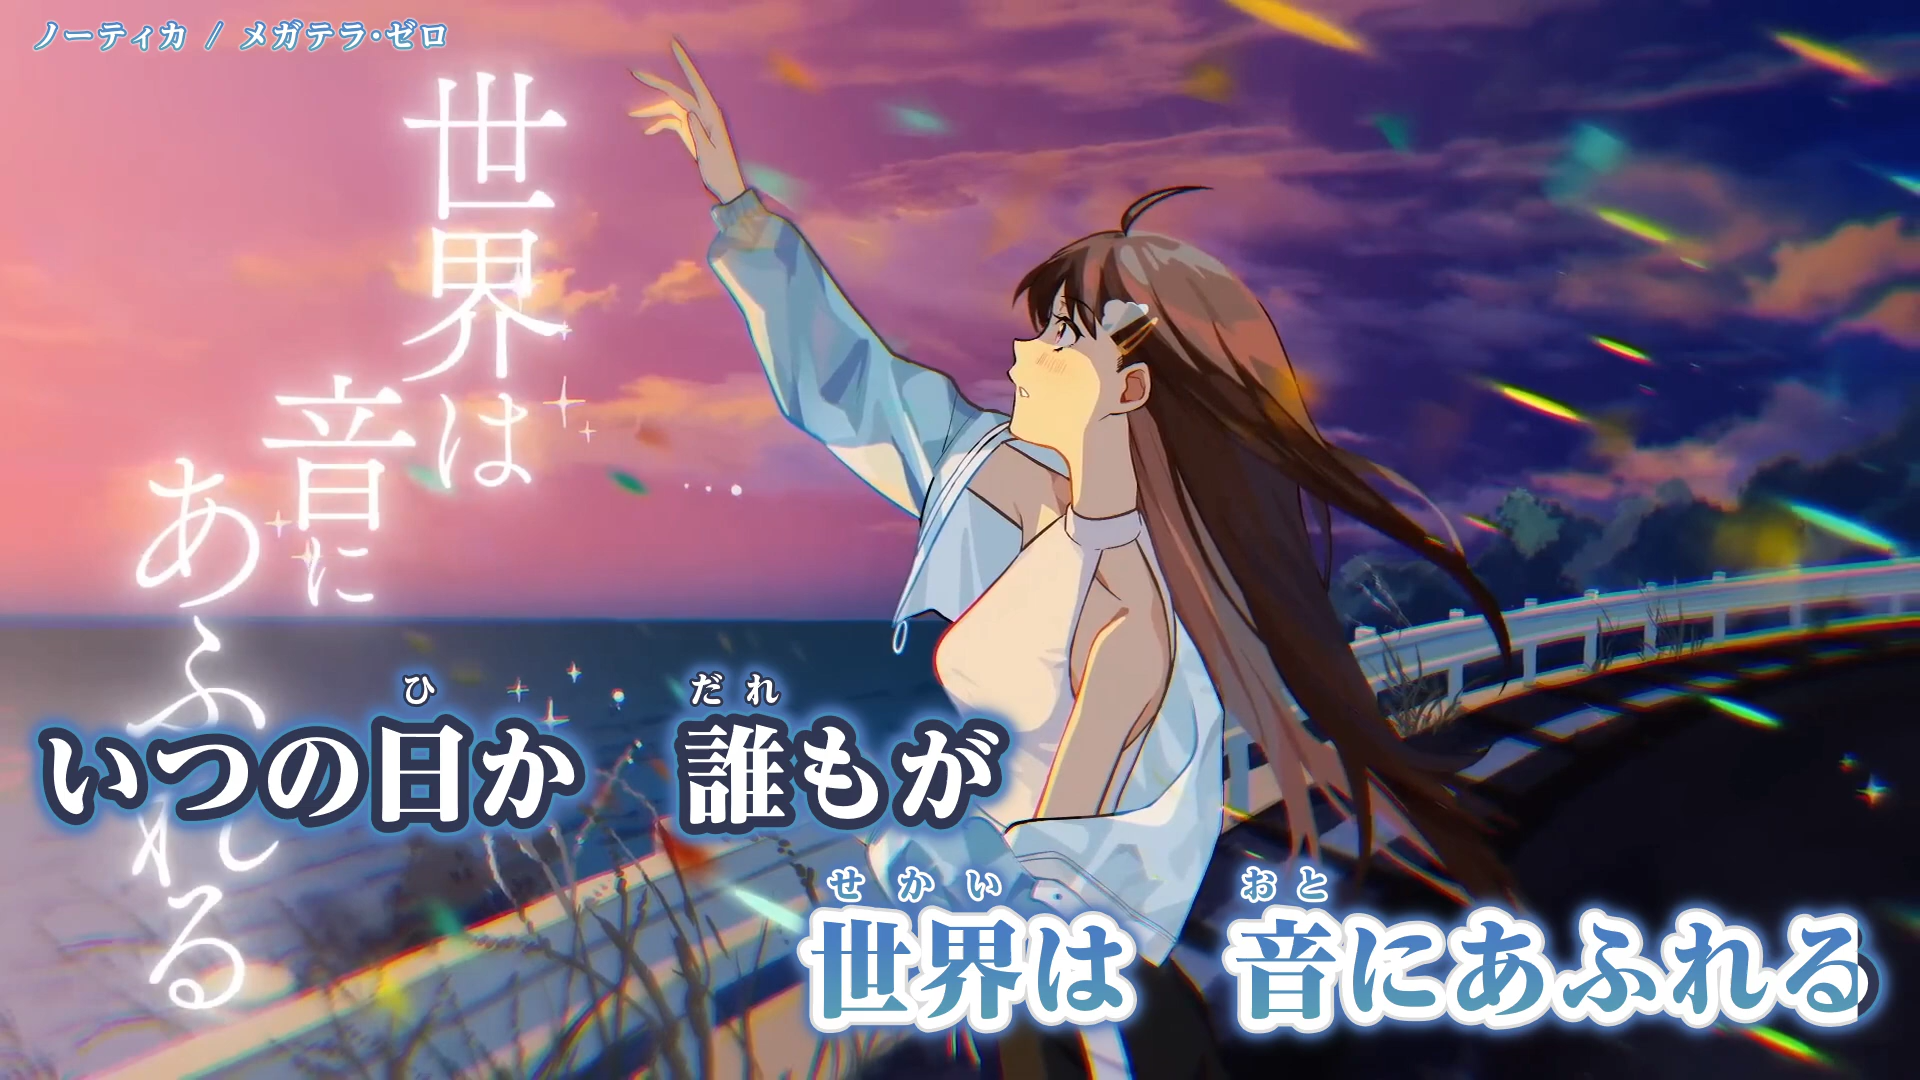 ノーティカ / メガテラ・ゼロ
世界は
音に
あふれる
ひ だれ
いつの日か 誰もが
せかい おと
世界は 音にあふれる